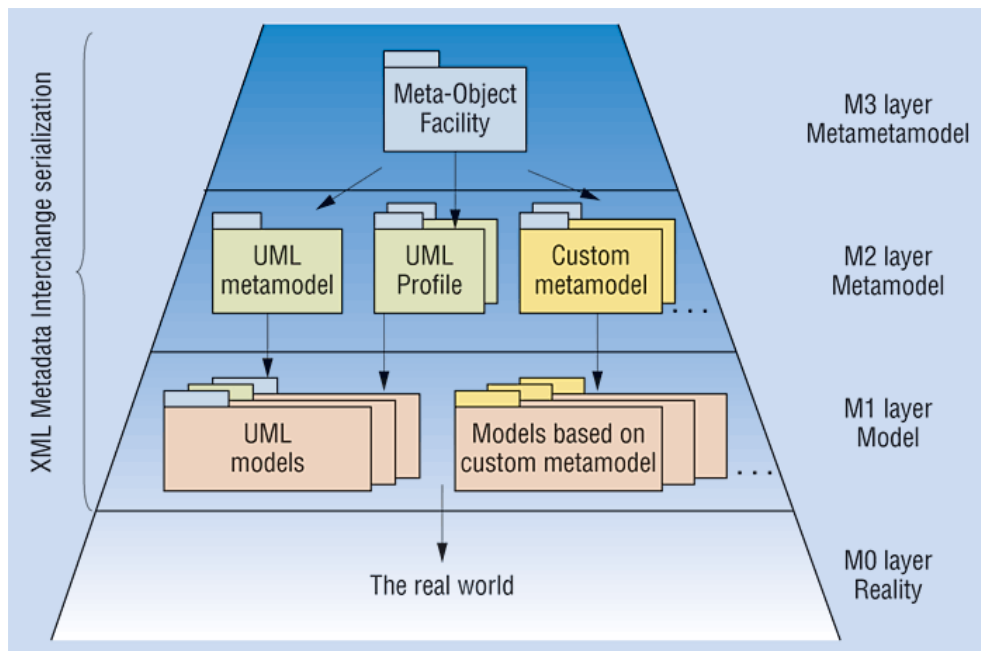 XML Metadata Interchange serialization
Meta-Object
Facility
M3 layer
Metametamodel
UML
metamodel
UML
Profile
Custom
metamodel
. . .
M2 layer
Metamodel
UML
models
Models based on
custom metamodel
. . .
M1 layer
Model
The real world
M0 layer
Reality